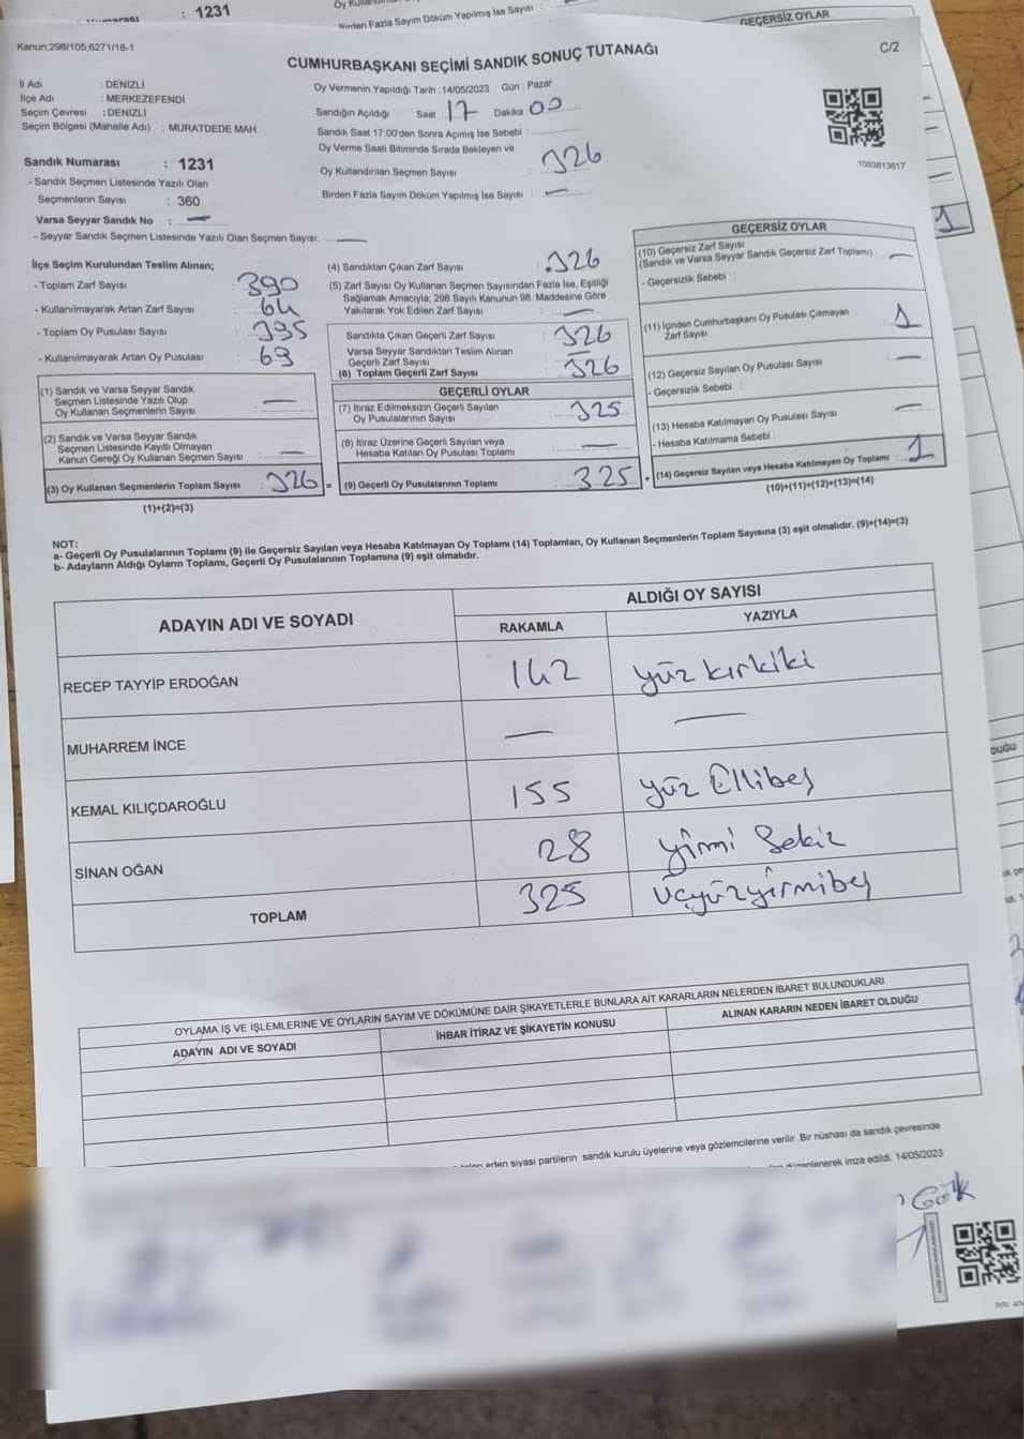 : 1231
Birden Fazla Sayım Döküm Yapılmış İse Sayısı :
GEÇERSİZ OYLAR
Kanun:298/105;6271/18-1
C/2
CUMHURBAŞKANI SEÇİMİ SANDIK SONUÇ TUTANAĞI
İl Adı : DENİZLİ
İlçe Adı : MERKEZEFENDİ
Seçim Çevresi : DENİZLİ
Seçim Bölgesi (Mahalle Adı) : MURATDEDE MAH.
Oy Vermenin Yapıldığı Tarih : 14/05/2023 Gün : Pazar
Sandığın Açıldığı Saat : 17 Dakika 00
Sandık Saat 17:00'den Sonra Açılmış İse Sebebi :
Oy Verme Saati Bitiminde Sırada Bekleyen ve
Oy Kullandırılan Seçmen Sayısı : 326
Birden Fazla Sayım Döküm Yapılmış İse Sayısı : —
1093813617
Sandık Numarası : 1231
- Sandık Seçmen Listesinde Yazılı Olan
Seçmenlerin Sayısı : 360
Varsa Seyyar Sandık No : —
- Seyyar Sandık Seçmen Listesinde Yazılı Olan Seçmen Sayısı: —
İlçe Seçim Kurulundan Teslim Alınan;
- Toplam Zarf Sayısı : 390
- Kullanılmayarak Artan Zarf Sayısı : 64
- Toplam Oy Pusulası Sayısı : 395
- Kullanılmayarak Artan Oy Pusulası : 69
(1) Sandık ve Varsa Seyyar Sandık
Seçmen Listesinde Yazılı Olup
Oy Kullanan Seçmenlerin Sayısı —
(2) Sandık ve Varsa Seyyar Sandık
Seçmen Listesinde Kayıtlı Olmayan
Kanun Gereği Oy Kullanan Seçmen Sayısı —
(3) Oy Kullanan Seçmenlerin Toplam Sayısı 326 =
(1)+(2)=(3)
(4) Sandıktan Çıkan Zarf Sayısı : 326
(5) Zarf Sayısı Oy Kullanan Seçmen Sayısından Fazla İse, Eşitliği
Sağlamak Amacıyla; 298 Sayılı Kanunun 98. Maddesine Göre
Yakılarak Yok Edilen Zarf Sayısı : —
Sandıkta Çıkan Geçerli Zarf Sayısı 326
Varsa Seyyar Sandıktan Teslim Alınan
Geçerli Zarf Sayısı —
(6) Toplam Geçerli Zarf Sayısı 326
GEÇERLİ OYLAR
(7) İtiraz Edilmeksizin Geçerli Sayılan
Oy Pusulalarının Sayısı 325
(8) İtiraz Üzerine Geçerli Sayılan veya
Hesaba Katılan Oy Pusulası Toplamı —
(9) Geçerli Oy Pusulalarının Toplamı 325 +
GEÇERSİZ OYLAR
(10) Geçersiz Zarf Sayısı
(Sandık ve Varsa Seyyar Sandık Geçersiz Zarf Toplamı) —
- Geçersizlik Sebebi :
(11) İçinden Cumhurbaşkanı Oy Pusulası Çıkmayan
Zarf Sayısı 1
(12) Geçersiz Sayılan Oy Pusulası Sayısı —
- Geçersizlik Sebebi :
(13) Hesaba Katılmayan Oy Pusulası Sayısı —
- Hesaba Katılmama Sebebi :
(14) Geçersiz Sayılan veya Hesaba Katılmayan Oy Toplamı 1
(10)+(11)+(12)+(13)=(14)
1
NOT:
a- Geçerli Oy Pusulalarının Toplamı (9) ile Geçersiz Sayılan veya Hesaba Katılmayan Oy Toplamı (14) Toplamları, Oy Kullanan Seçmenlerin Toplam Sayısına (3) eşit olmalıdır. (9)+(14)=(3)
b- Adayların Aldığı Oyların Toplamı, Geçerli Oy Pusulalarının Toplamına (9) eşit olmalıdır.
ADAYIN ADI VE SOYADI
ALDIĞI OY SAYISI
RAKAMLA YAZIYLA
RECEP TAYYİP ERDOĞAN 142 yüz kırkiki
MUHARREM İNCE — —
KEMAL KILIÇDAROĞLU 155 yüz Ellibeş
SİNAN OĞAN 28 yirmi Sekiz
TOPLAM 325 üçyüzyirmibeş
OYLAMA İŞ VE İŞLEMLERİNE VE OYLARIN SAYIM VE DÖKÜMÜNE DAİR ŞİKAYETLERLE BUNLARA AİT KARARLARIN NELERDEN İBARET BULUNDUKLARI
ADAYIN ADI VE SOYADI İHBAR İTİRAZ VE ŞİKAYETİN KONUSU ALINAN KARARIN NEDEN İBARET OLDUĞU
eden siyasi partilerin sandık kurulu üyelerine veya gözlemcilerine verilir. Bir nüshası da sandık çevresinde
düzenlenerek imza edildi. 14/05/2023